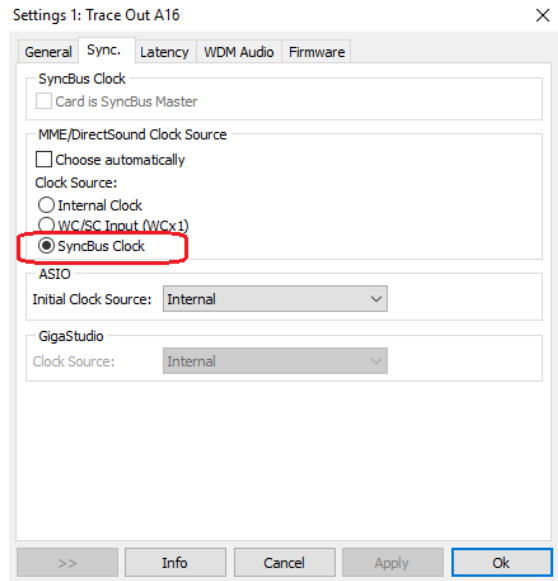 Settings 1: Trace Out A16
General Sync. Latency WDM Audio Firmware
SyncBus Clock
Card is SyncBus Master
MME/DirectSound Clock Source
Choose automatically
Clock Source:
Internal Clock
WC/SC Input (WCx1)
SyncBus Clock
ASIO
Initial Clock Source: Internal
GigaStudio
Clock Source: Internal
>> Info Cancel Apply Ok